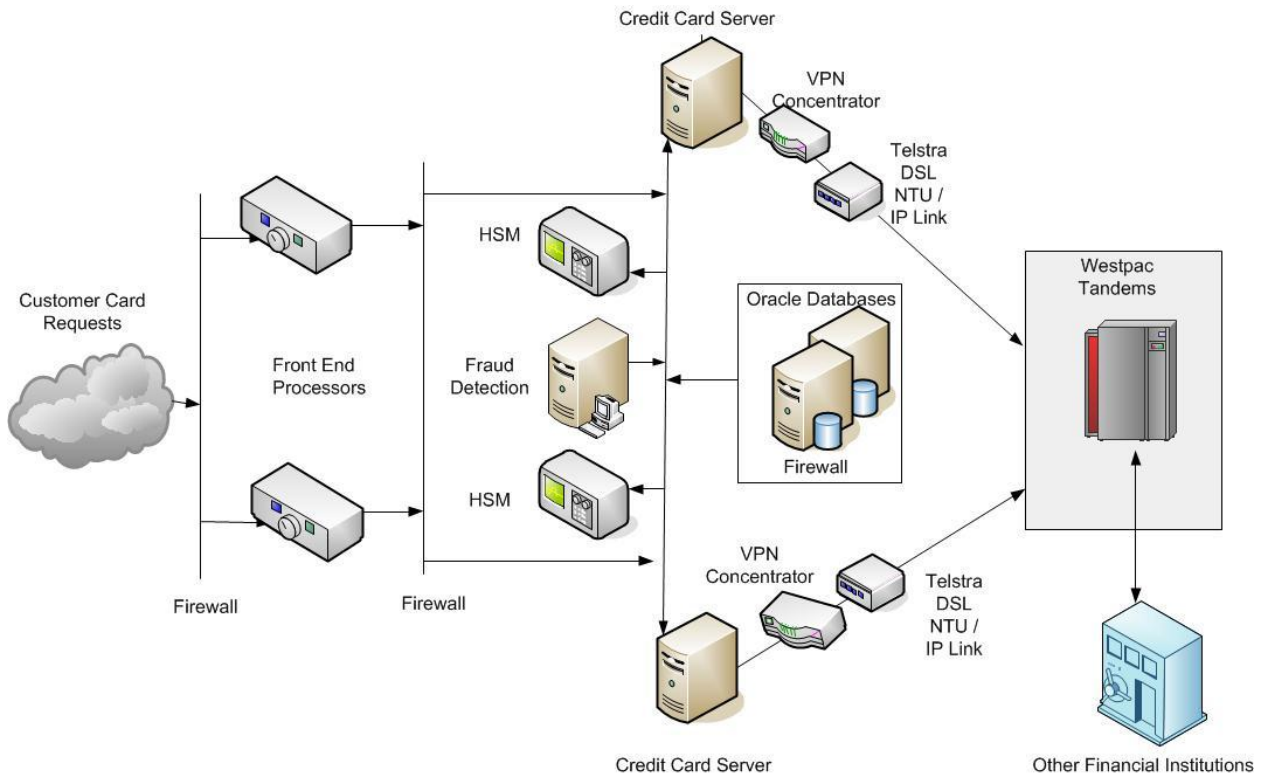 Credit Card Server
VPN
Concentrator
Telstra
DSL
NTU /
IP Link
HSM
Westpac
Tandems
Customer Card
Requests
Oracle Databases
Front End
Processors
Fraud
Detection
Firewall
HSM
VPN
Concentrator
Telstra
DSL
NTU /
IP Link
Firewall
Firewall
Credit Card Server
Other Financial Institutions